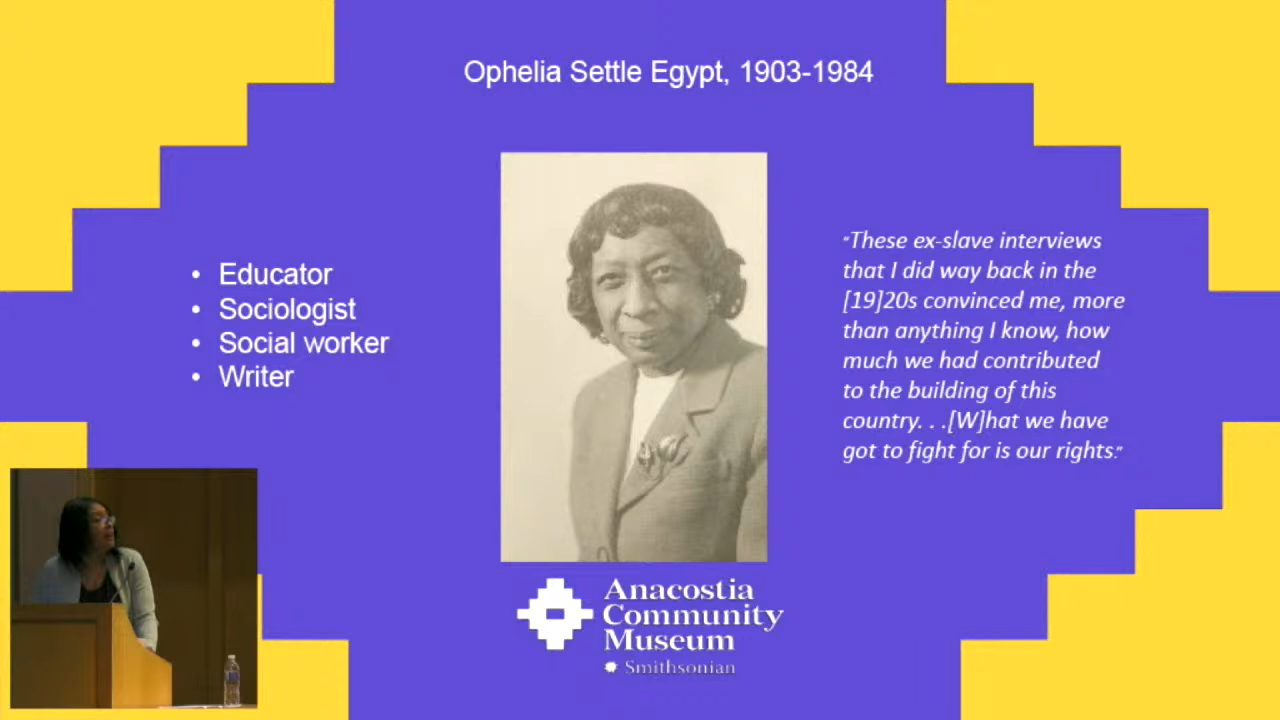 Ophelia Settle Egypt, 1903-1984
• Educator
• Sociologist
• Social worker
• Writer
"These ex-slave interviews
that I did way back in the
[19]20s convinced me, more
than anything I know, how
much we had contributed
to the building of this
country. . .[W]hat we have
got to fight for is our rights."
Anacostia
Community
Museum
Smithsonian